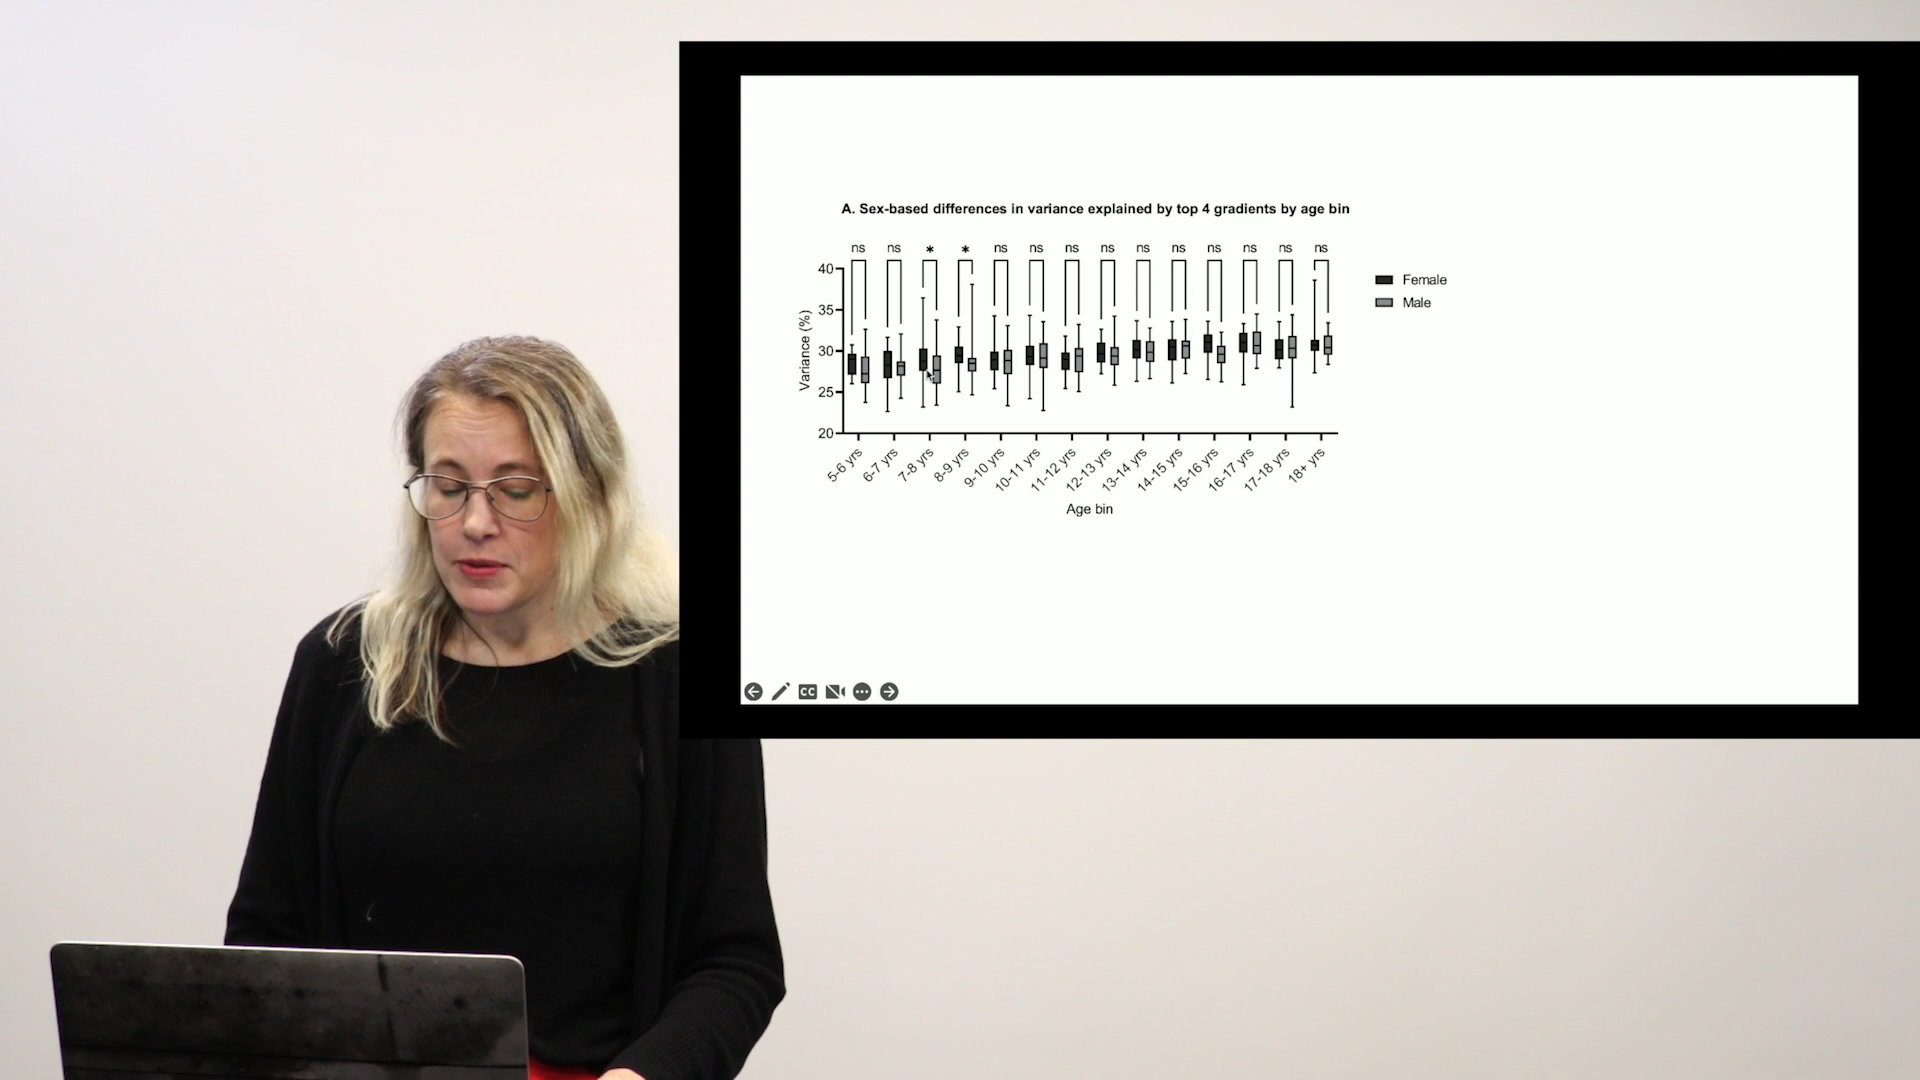 A. Sex-based differences in variance explained by top 4 gradients by age bin
ns ns * * ns ns ns ns ns ns ns ns ns ns
40
35
30
25
20
Variance (%)
Female
Male
5-6 yrs 6-7 yrs 7-8 yrs 8-9 yrs 9-10 yrs 10-11 yrs 11-12 yrs 12-13 yrs 13-14 yrs 14-15 yrs 15-16 yrs 16-17 yrs 17-18 yrs 18+ yrs
Age bin
CC